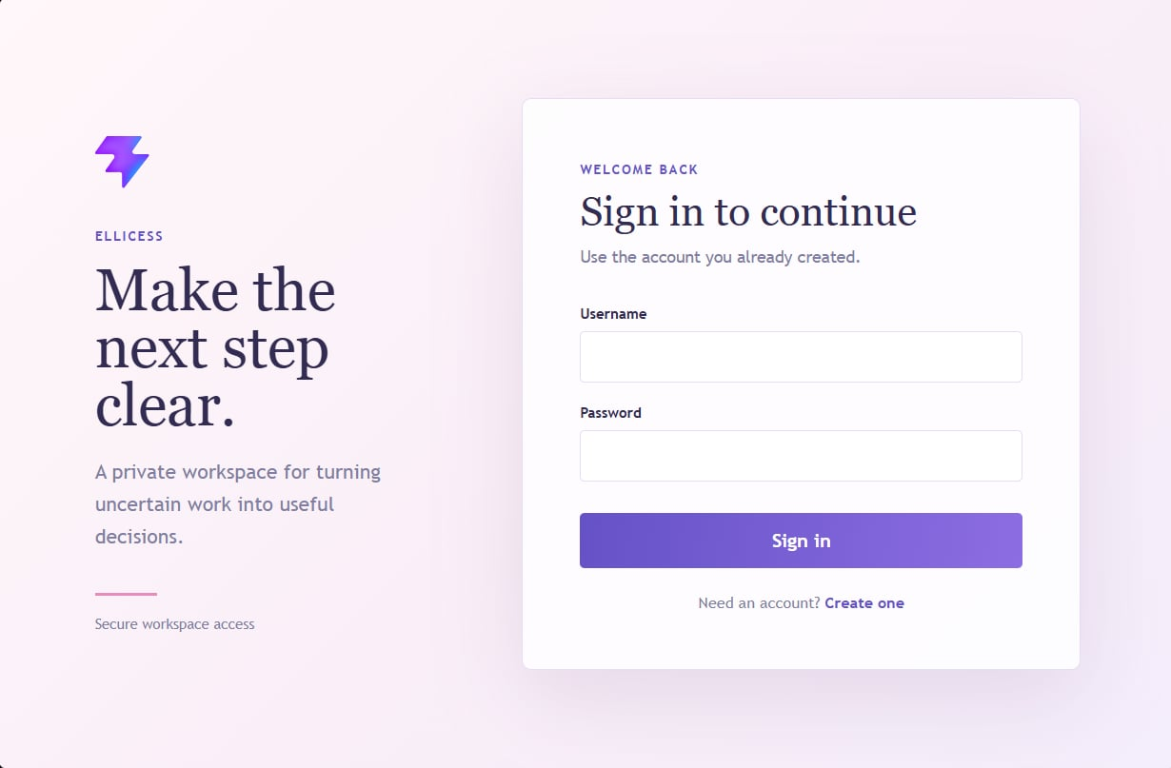 ELLICESS
Make the
next step
clear.
A private workspace for turning
uncertain work into useful
decisions.
Secure workspace access
WELCOME BACK
Sign in to continue
Use the account you already created.
Username
Password
Sign in
Need an account? Create one